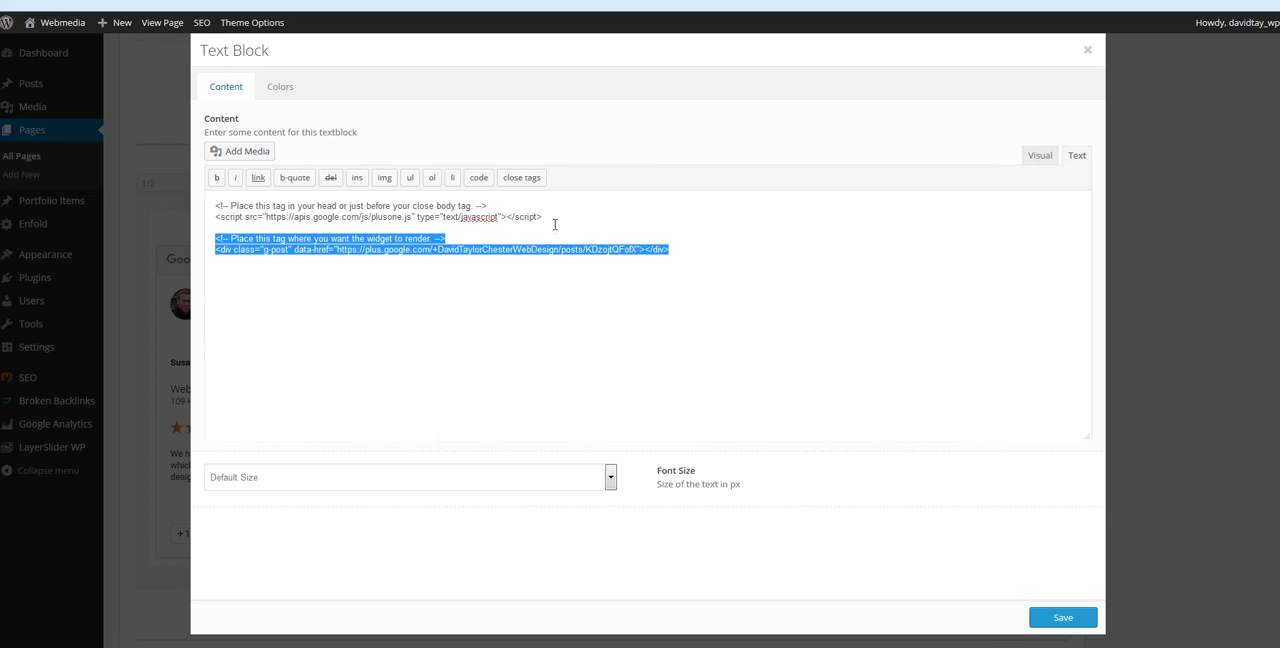 Webmedia
New
View Page
SEO
Theme Options
Howdy, davidtay_wp
Dashboard
Posts
Media
Pages
All Pages
Add New
Portfolio Items
Enfold
Appearance
Plugins
Users
Tools
Settings
SEO
Broken Backlinks
Google Analytics
LayerSlider WP
Collapse menu
1/2
Goo
Susa
Web
109
We ha
which
desig
+1
Text Block
Content
Colors
Content
Enter some content for this textblock
Add Media
Visual
Text
b
i
link
b-quote
del
ins
img
ul
ol
li
code
close tags
<!-- Place this tag in your head or just before your close body tag. -->
<script src="https://apis.google.com/js/plusone.js" type="text/javascript"></script>
<!-- Place this tag where you want the widget to render. -->
<div class="g-post" data-href="https://plus.google.com/+DavidTaylorChesterWebDesign/posts/KDzojtQFofX"></div>
Default Size
Font Size
Size of the text in px
Save